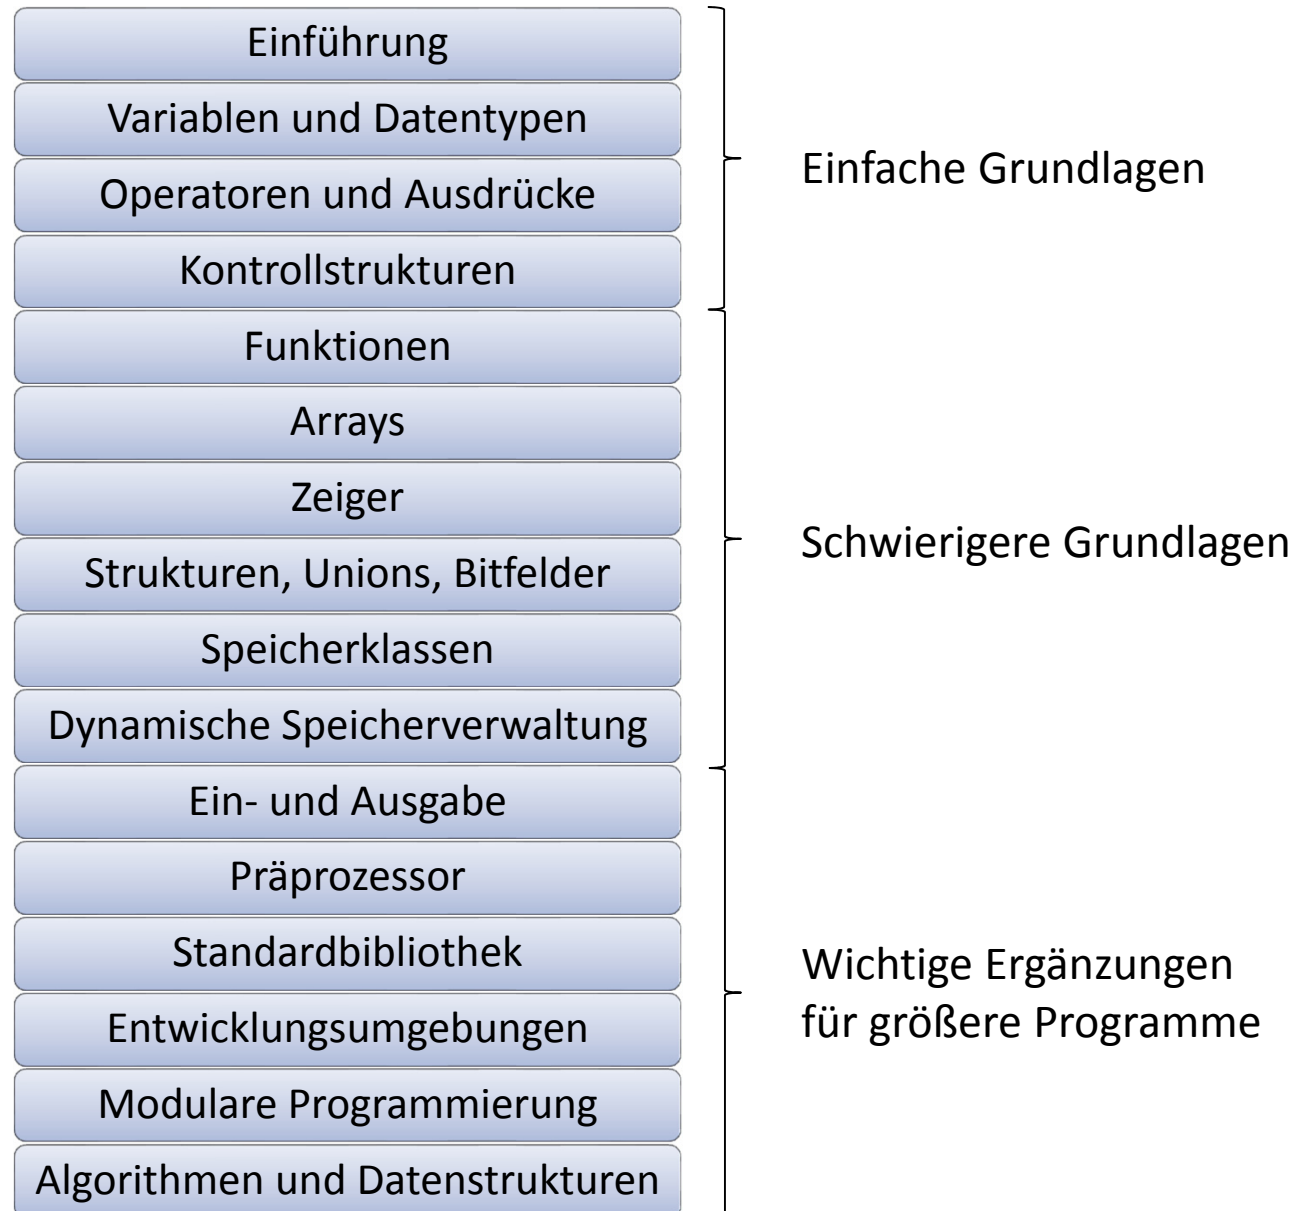 Einführung
Variablen und Datentypen
Operatoren und Ausdrücke
Kontrollstrukturen
Einfache Grundlagen
Funktionen
Arrays
Zeiger
Strukturen, Unions, Bitfelder
Speicherklassen
Dynamische Speicherverwaltung
Schwierigere Grundlagen
Ein- und Ausgabe
Präprozessor
Standardbibliothek
Entwicklungsumgebungen
Modulare Programmierung
Algorithmen und Datenstrukturen
Wichtige Ergänzungen
für größere Programme